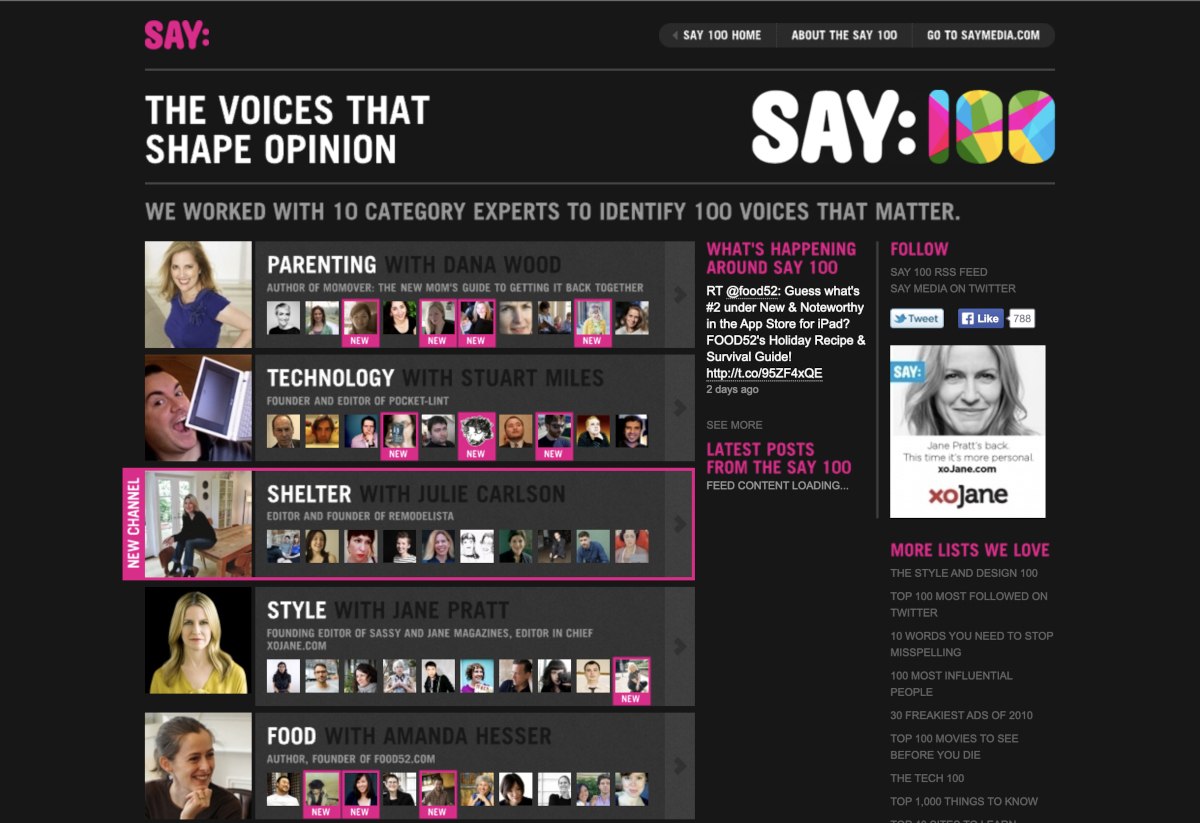 SAY:
SAY 100 HOME
ABOUT THE SAY 100
GO TO SAYMEDIA.COM
THE VOICES THAT
SHAPE OPINION
SAY:100
WE WORKED WITH 10 CATEGORY EXPERTS TO IDENTIFY 100 VOICES THAT MATTER.
PARENTING WITH DANA WOOD
AUTHOR OF MOMOVER: THE NEW MOM'S GUIDE TO GETTING IT BACK TOGETHER
NEW
NEW
NEW
NEW
TECHNOLOGY WITH STUART MILES
FOUNDER AND EDITOR OF POCKET-LINT
NEW
NEW
NEW
NEW CHANNEL
SHELTER WITH JULIE CARLSON
EDITOR AND FOUNDER OF REMODELISTA
STYLE WITH JANE PRATT
FOUNDING EDITOR OF SASSY AND JANE MAGAZINES, EDITOR IN CHIEF
XOJANE.COM
NEW
FOOD WITH AMANDA HESSER
AUTHOR, FOUNDER OF FOOD52.COM
NEW
NEW
NEW
WHAT'S HAPPENING
AROUND SAY 100
RT @food52: Guess what's
#2 under New & Noteworthy
in the App Store for iPad?
FOOD52's Holiday Recipe &
Survival Guide!
http://t.co/95ZF4xQE
2 days ago
SEE MORE
LATEST POSTS
FROM THE SAY 100
FEED CONTENT LOADING...
FOLLOW
SAY 100 RSS FEED
SAY MEDIA ON TWITTER
Tweet
Like
788
SAY:
Jane Pratt's back.
This time it's more personal.
xoJane.com
xoJane
MORE LISTS WE LOVE
THE STYLE AND DESIGN 100
TOP 100 MOST FOLLOWED ON
TWITTER
10 WORDS YOU NEED TO STOP
MISSPELLING
100 MOST INFLUENTIAL
PEOPLE
30 FREAKIEST ADS OF 2010
TOP 100 MOVIES TO SEE
BEFORE YOU DIE
THE TECH 100
TOP 1,000 THINGS TO KNOW